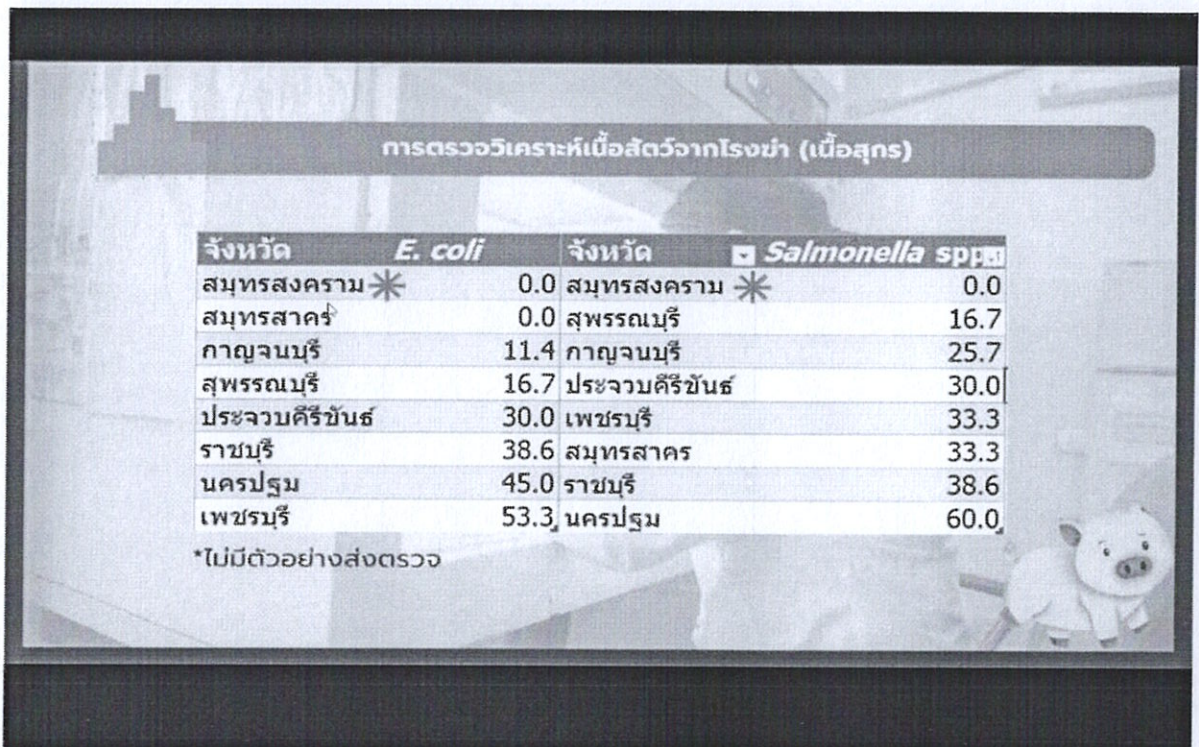 การตรวจวิเคราะห์เนื้อสัตว์จากโรงฆ่า (เนื้อสุกร)
จังหวัด E. coli จังหวัด Salmonella spp.
สมุทรสงคราม* 0.0 สมุทรสงคราม * 0.0
สมุทรสาคร 0.0 สุพรรณบุรี 16.7
กาญจนบุรี 11.4 กาญจนบุรี 25.7
สุพรรณบุรี 16.7 ประจวบคีรีขันธ์ 30.0
ประจวบคีรีขันธ์ 30.0 เพชรบุรี 33.3
ราชบุรี 38.6 สมุทรสาคร 33.3
นครปฐม 45.0 ราชบุรี 38.6
เพชรบุรี 53.3 นครปฐม 60.0
*ไม่มีตัวอย่างส่งตรวจ